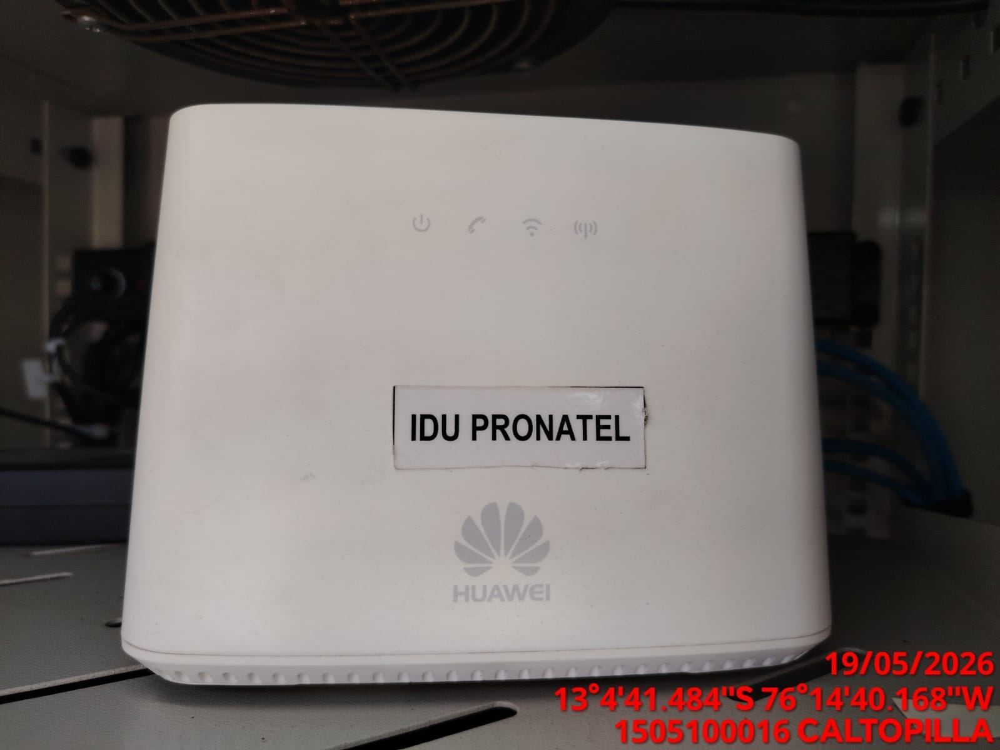 IDU PRONATEL
HUAWEI
19/05/2026
13°4'41.484"S 76°14'40.168"W
1505100016 CALTOPILLA